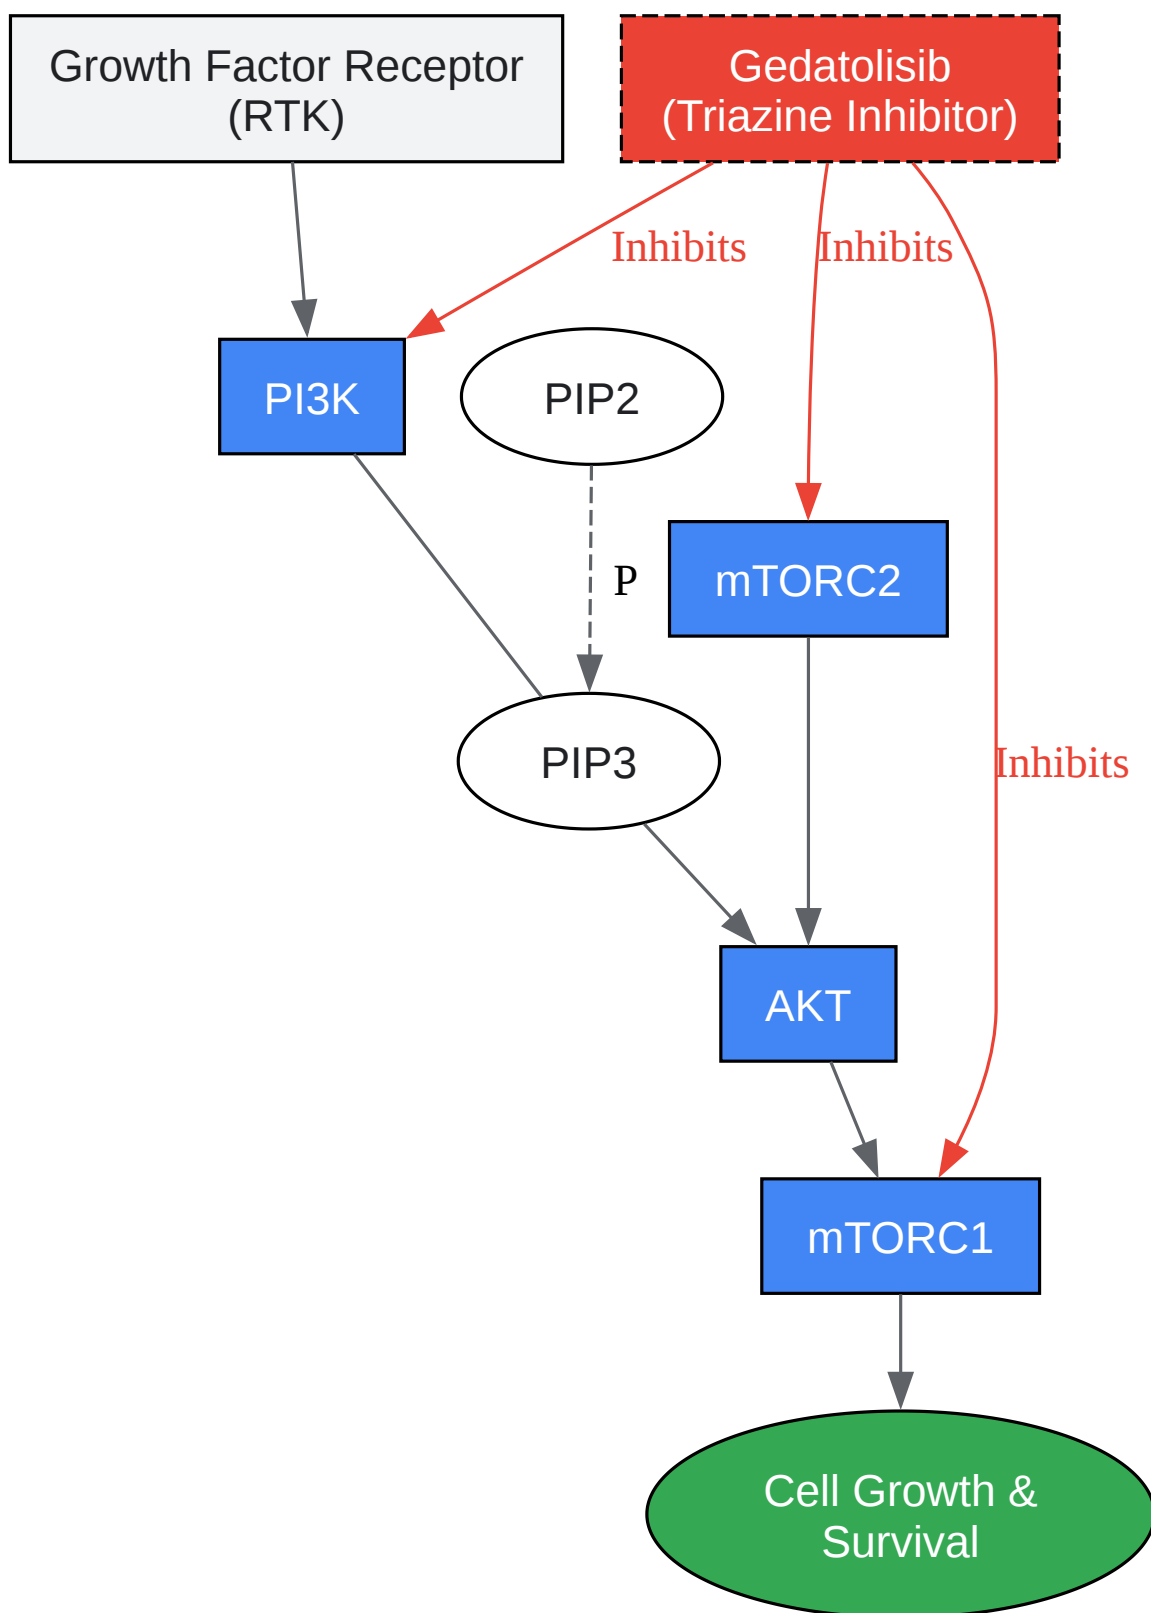 Growth Factor Receptor
(RTK)
Gedatolisib
(Triazine Inhibitor)
Inhibits
Inhibits
PI3K
PIP2
P
mTORC2
PIP3
Inhibits
AKT
mTORC1
Cell Growth &
Survival